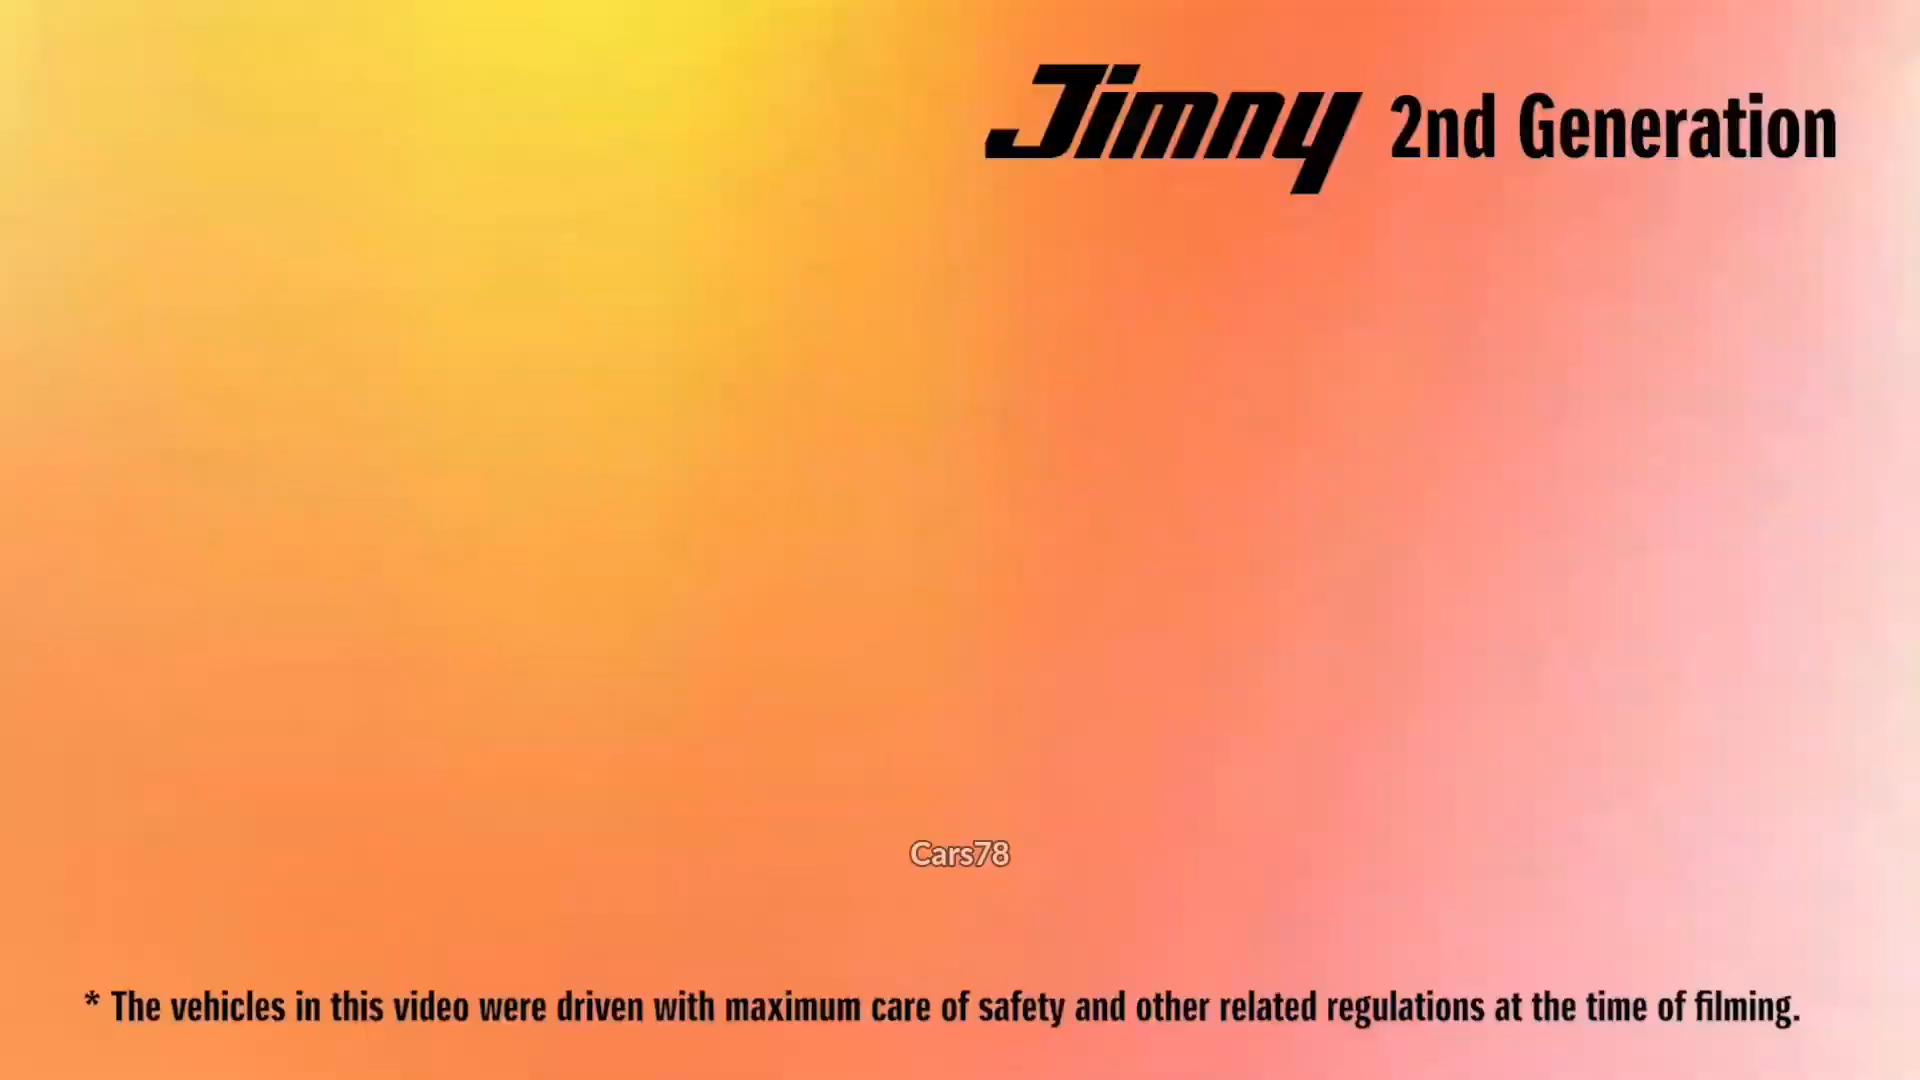 Jimny 2nd Generation
Cars78
* The vehicles in this video were driven with maximum care of safety and other related regulations at the time of filming.